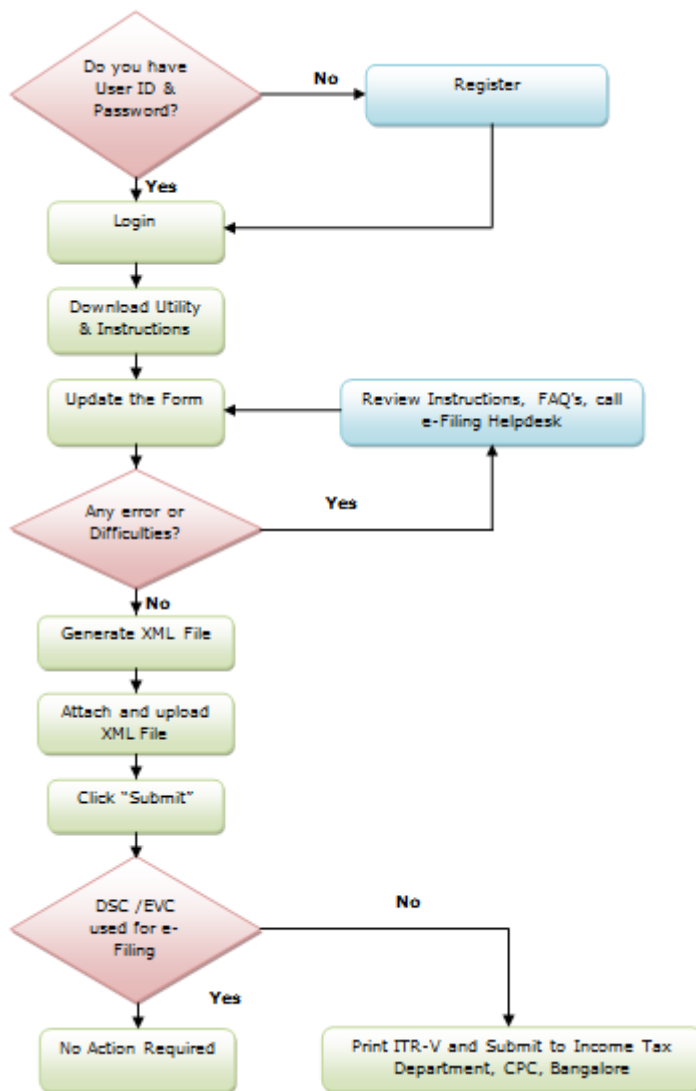 Do you have
User ID &
Password?
No
Register
Yes
Login
Download Utility
& Instructions
Update the Form
Review Instructions, FAQ's, call
e-Filing Helpdesk
Any error or
Difficulties?
Yes
No
Generate XML File
Attach and upload
XML File
Click “Submit”
DSC /EVC
used for e-
Filing
No
Yes
No Action Required
Print ITR-V and Submit to Income Tax
Department, CPC, Bangalore